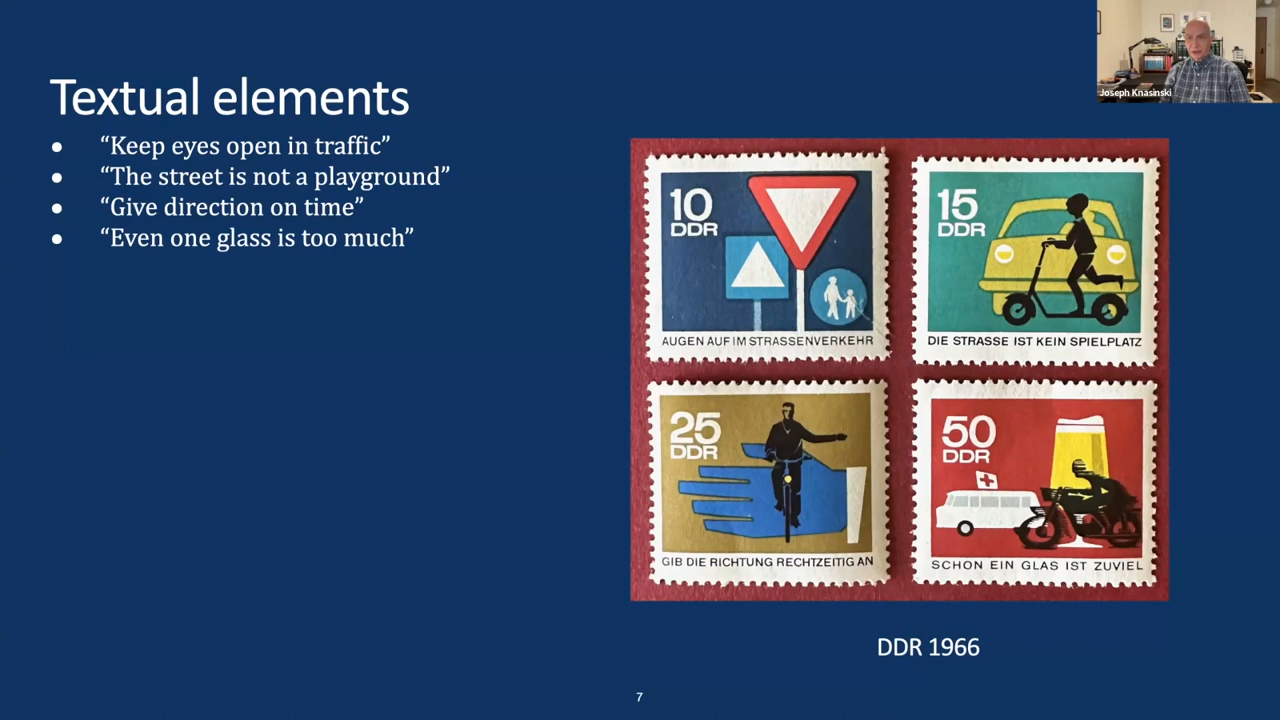 Joseph Knasinski
Textual elements
• “Keep eyes open in traffic”
• “The street is not a playground”
• “Give direction on time”
• “Even one glass is too much”
10
DDR
AUGEN AUF IM STRASSENVERKEHR
15
DDR
DIE STRASSE IST KEIN SPIELPLATZ
25
DDR
GIB DIE RICHTUNG RECHTZEITIG AN
50
DDR
SCHON EIN GLAS IST ZUVIEL
DDR 1966
7